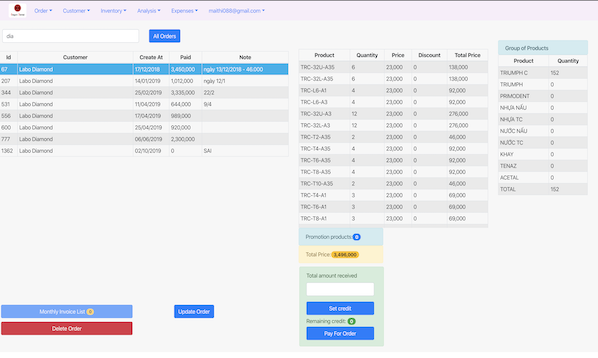 Order Customer Inventory Analysis Expenses maithi088@gmail.com
dia
All Orders
Id Customer Create At Paid Note
57 Labo Diamond 17/12/2018 3,450,000 ngày 13/12/2018 - 46,000
207 Labo Diamond 14/01/2019 1,012,000 ngày 12/1
344 Labo Diamond 25/02/2019 3,335,000 22/2
531 Labo Diamond 11/04/2019 644,000 9/4
558 Labo Diamond 17/04/2019 989,000
600 Labo Diamond 25/04/2019 920,000
777 Labo Diamond 06/06/2019 2,300,000
1362 Labo Diamond 02/10/2019 0 SAI
Monthly Invoice List
Update Order
Delete Order
Product Quantity Price Discount Total Price
TRC-32U-A35 6 23,000 0 138,000
TRC-32L-A35 6 23,000 0 138,000
TRC-L6-A1 4 23,000 0 92,000
TRC-L6-A3 4 23,000 0 92,000
TRC-32U-A3 12 23,000 0 276,000
TRC-32L-A3 12 23,000 0 276,000
TRC-T2-A35 2 23,000 0 46,000
TRC-T4-A35 4 23,000 0 92,000
TRC-T6-A35 4 23,000 0 92,000
TRC-T8-A35 4 23,000 0 92,000
TRC-T10-A35 2 23,000 0 46,000
TRC-T4-A1 3 23,000 0 69,000
TRC-T6-A1 3 23,000 0 69,000
TRC-T8-A1 3 23,000 0 69,000
Promotion products: 0
Total Price: 3,496,000
Total amount received
Set credit
Remaining credit: 0
Pay For Order
Group of Products
Product Quantity
TRIUMPH C 152
TRIUMPH 0
PRIMODENT 0
NHỰA NẤU 0
NHỰA TC 0
NƯỚC NẤU 0
NƯỚC TC 0
KHAY 0
TENAZ 0
ACETAL 0
TOTAL 152